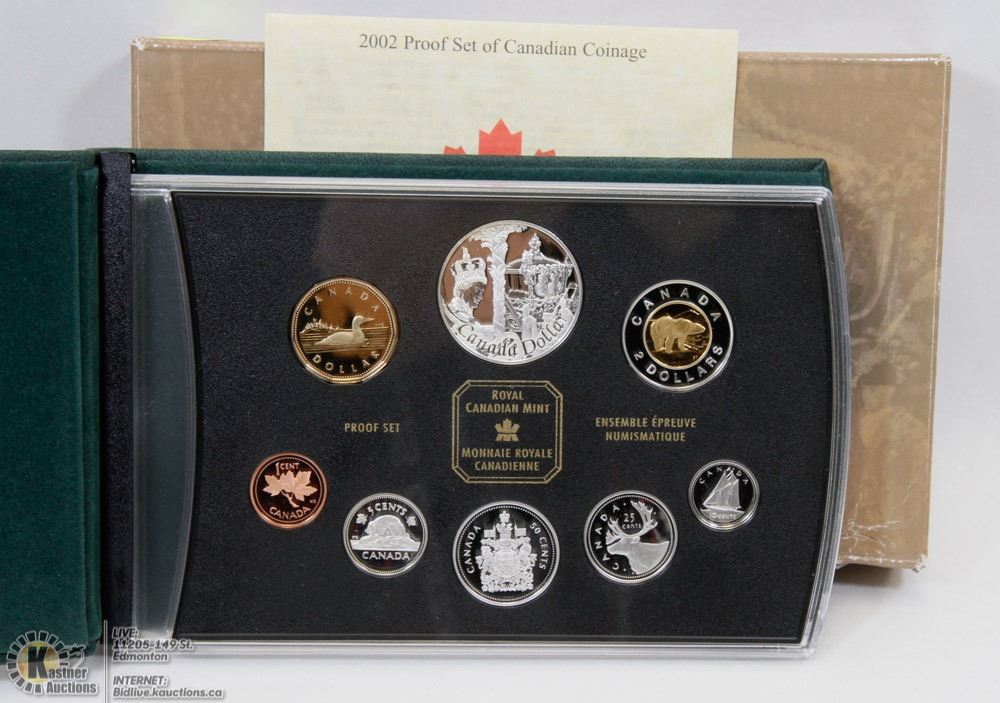 2002 Proof Set of Canadian Coinage
CANADA
DOLLAR
Canada Dollar
CANADA
2 DOLLARS
PROOF SET
ROYAL
CANADIAN MINT
MONNAIE ROYALE
CANADIENNE
ENSEMBLE ÉPREUVE
NUMISMATIQUE
1 CENT
CANADA
5 CENTS
CANADA
CANADA
50 CENTS
CANADA
25
CENTS
CANADA
10 CENTS
Kastner
Auctions
LIVE:
11205-149 St.
Edmonton
INTERNET:
Bidlive.kauctions.ca